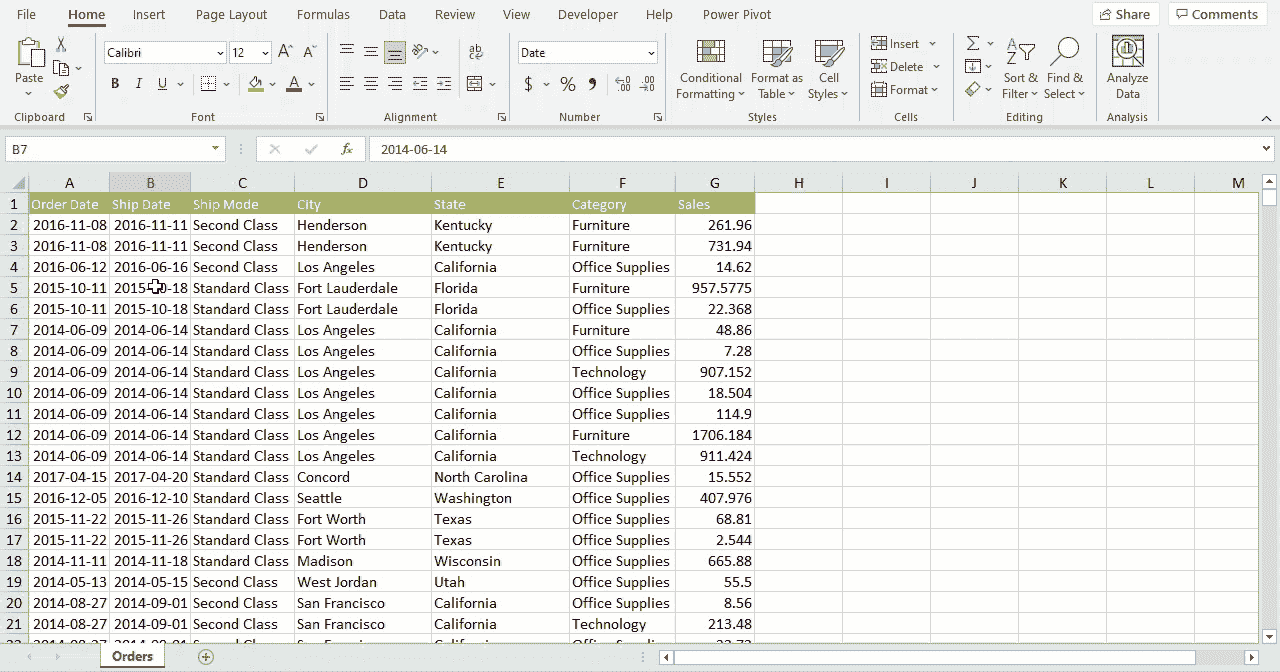 File Home Insert Page Layout Formulas Data Review View Developer Help Power Pivot Share Comments
Paste Calibri 12 B I U A ab Date $ % Conditional Formatting Format as Table Cell Styles Insert Delete Format Sort & Filter Find & Select Analyze Data
Clipboard Font Alignment Number Styles Cells Editing Analysis
B7 fx 2014-06-14
A B C D E F G H I J K L M
1 Order Date Ship Date Ship Mode City State Category Sales
2 2016-11-08 2016-11-11 Second Class Henderson Kentucky Furniture 261.96
3 2016-11-08 2016-11-11 Second Class Henderson Kentucky Furniture 731.94
4 2016-06-12 2016-06-16 Second Class Los Angeles California Office Supplies 14.62
5 2015-10-11 2015-10-18 Standard Class Fort Lauderdale Florida Furniture 957.5775
6 2015-10-11 2015-10-18 Standard Class Fort Lauderdale Florida Office Supplies 22.368
7 2014-06-09 2014-06-14 Standard Class Los Angeles California Furniture 48.86
8 2014-06-09 2014-06-14 Standard Class Los Angeles California Office Supplies 7.28
9 2014-06-09 2014-06-14 Standard Class Los Angeles California Technology 907.152
10 2014-06-09 2014-06-14 Standard Class Los Angeles California Office Supplies 18.504
11 2014-06-09 2014-06-14 Standard Class Los Angeles California Office Supplies 114.9
12 2014-06-09 2014-06-14 Standard Class Los Angeles California Furniture 1706.184
13 2014-06-09 2014-06-14 Standard Class Los Angeles California Technology 911.424
14 2017-04-15 2017-04-20 Standard Class Concord North Carolina Office Supplies 15.552
15 2016-12-05 2016-12-10 Standard Class Seattle Washington Office Supplies 407.976
16 2015-11-22 2015-11-26 Standard Class Fort Worth Texas Office Supplies 68.81
17 2015-11-22 2015-11-26 Standard Class Fort Worth Texas Office Supplies 2.544
18 2014-11-11 2014-11-18 Standard Class Madison Wisconsin Office Supplies 665.88
19 2014-05-13 2014-05-15 Second Class West Jordan Utah Office Supplies 55.5
20 2014-08-27 2014-09-01 Second Class San Francisco California Office Supplies 8.56
21 2014-08-27 2014-09-01 Second Class San Francisco California Technology 213.48
Orders